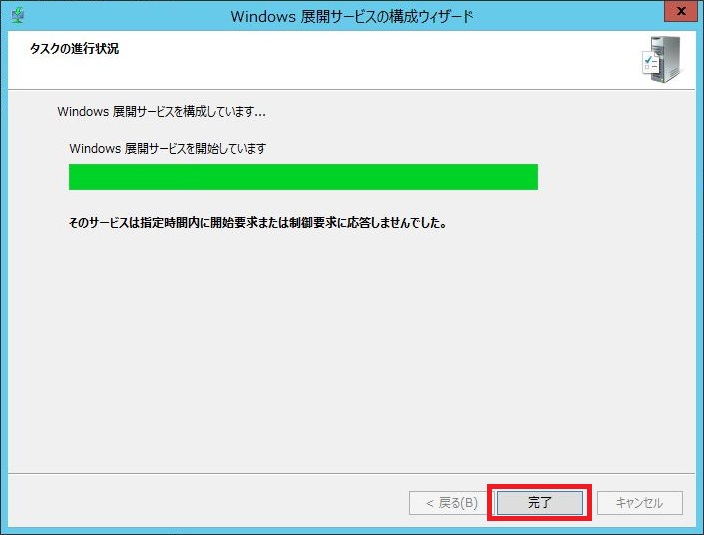 Windows 展開サービスの構成ウィザード
x
タスクの進行状況
Windows 展開サービスを構成しています...
Windows 展開サービスを開始しています
そのサービスは指定時間内に開始要求または制御要求に応答しませんでした。
< 戻る(B)
完了
キャンセル